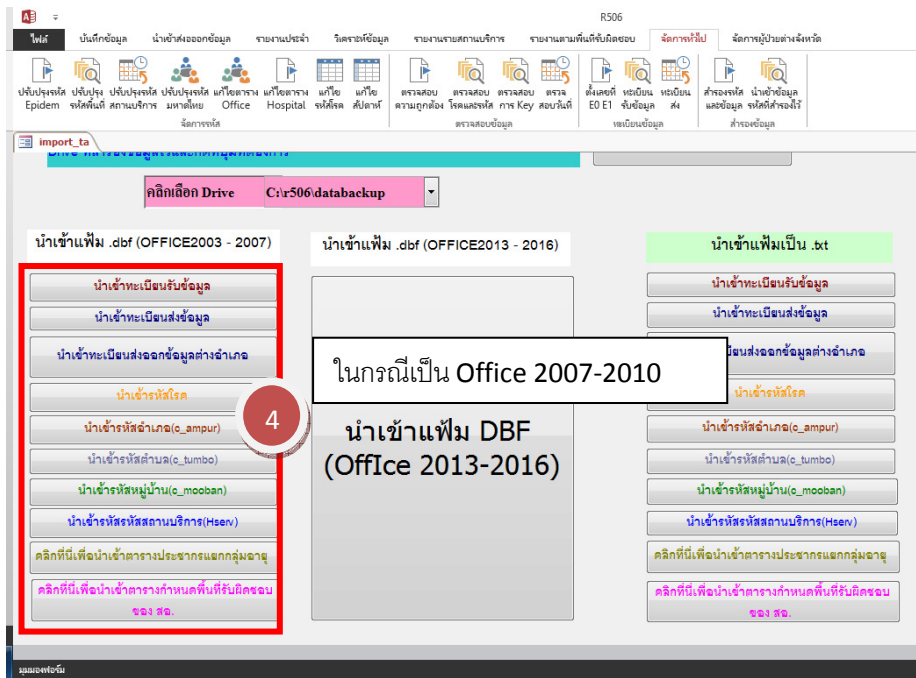 R506
ไฟล์ บันทึกข้อมูล นำเข้าส่งออกข้อมูล รายงานประจำ วิเคราะห์ข้อมูล รายงานรายสถานบริการ รายงานตามพื้นที่รับผิดชอบ จัดการทั่วไป จัดการผู้ป่วยต่างจังหวัด
ปรับปรุงรหัส ปรับปรุง ปรับปรุงรหัส ปรับปรุงรหัส แก้ไขตาราง แก้ไขตาราง แก้ไข แก้ไข ตรวจสอบ ตรวจสอบ ตรวจสอบ ตรวจ ตั้งเลขที่ ทะเบียน ทะเบียน สำรองรหัส นำเข้าข้อมูล
Epidem รหัสพื้นที่ สถานบริการ มหาดไทย Office Hospital รหัสโรค สัปดาห์ ความถูกต้อง โรคและรหัส การ Key สอบวันที่ E0 E1 รับข้อมูล ส่ง และข้อมูล รหัสที่สำรองไว้
จัดการรหัส ตรวจสอบข้อมูล ทะเบียนข้อมูล สำรองข้อมูล
import_ta
คลิกเลือก Drive C:\r506\databackup
นำเข้าแฟ้ม .dbf (OFFICE2003 - 2007) นำเข้าแฟ้ม .dbf (OFFICE2013 - 2016) นำเข้าแฟ้มเป็น .txt
นำเข้าทะเบียนรับข้อมูล นำเข้าทะเบียนรับข้อมูล
นำเข้าทะเบียนส่งข้อมูล นำเข้าทะเบียนส่งข้อมูล
นำเข้าทะเบียนส่งออกข้อมูลต่างอำเภอ
ในกรณีเป็น Office 2007-2010
นำเข้ารหัสโรค นำเข้ารหัสโรค
4
นำเข้ารหัสอำเภอ(c_ampur) นำเข้าแฟ้ม DBF นำเข้ารหัสอำเภอ(c_ampur)
นำเข้ารหัสตำบล(c_tumbo) (OffIce 2013-2016) นำเข้ารหัสตำบล(c_tumbo)
นำเข้ารหัสหมู่บ้าน(c_mooban) นำเข้ารหัสหมู่บ้าน(c_mooban)
นำเข้ารหัสรหัสสถานบริการ(Hserv) นำเข้ารหัสรหัสสถานบริการ(Hserv)
คลิกที่นี่เพื่อนำเข้าตารางประชากรแยกกลุ่มอายุ คลิกที่นี่เพื่อนำเข้าตารางประชากรแยกกลุ่มอายุ
คลิกที่นี่เพื่อนำเข้าตารางกำหนดพื้นที่รับผิดชอบ คลิกที่นี่เพื่อนำเข้าตารางกำหนดพื้นที่รับผิดชอบ
ของ สอ. ของ สอ.
มุมมองฟอร์ม